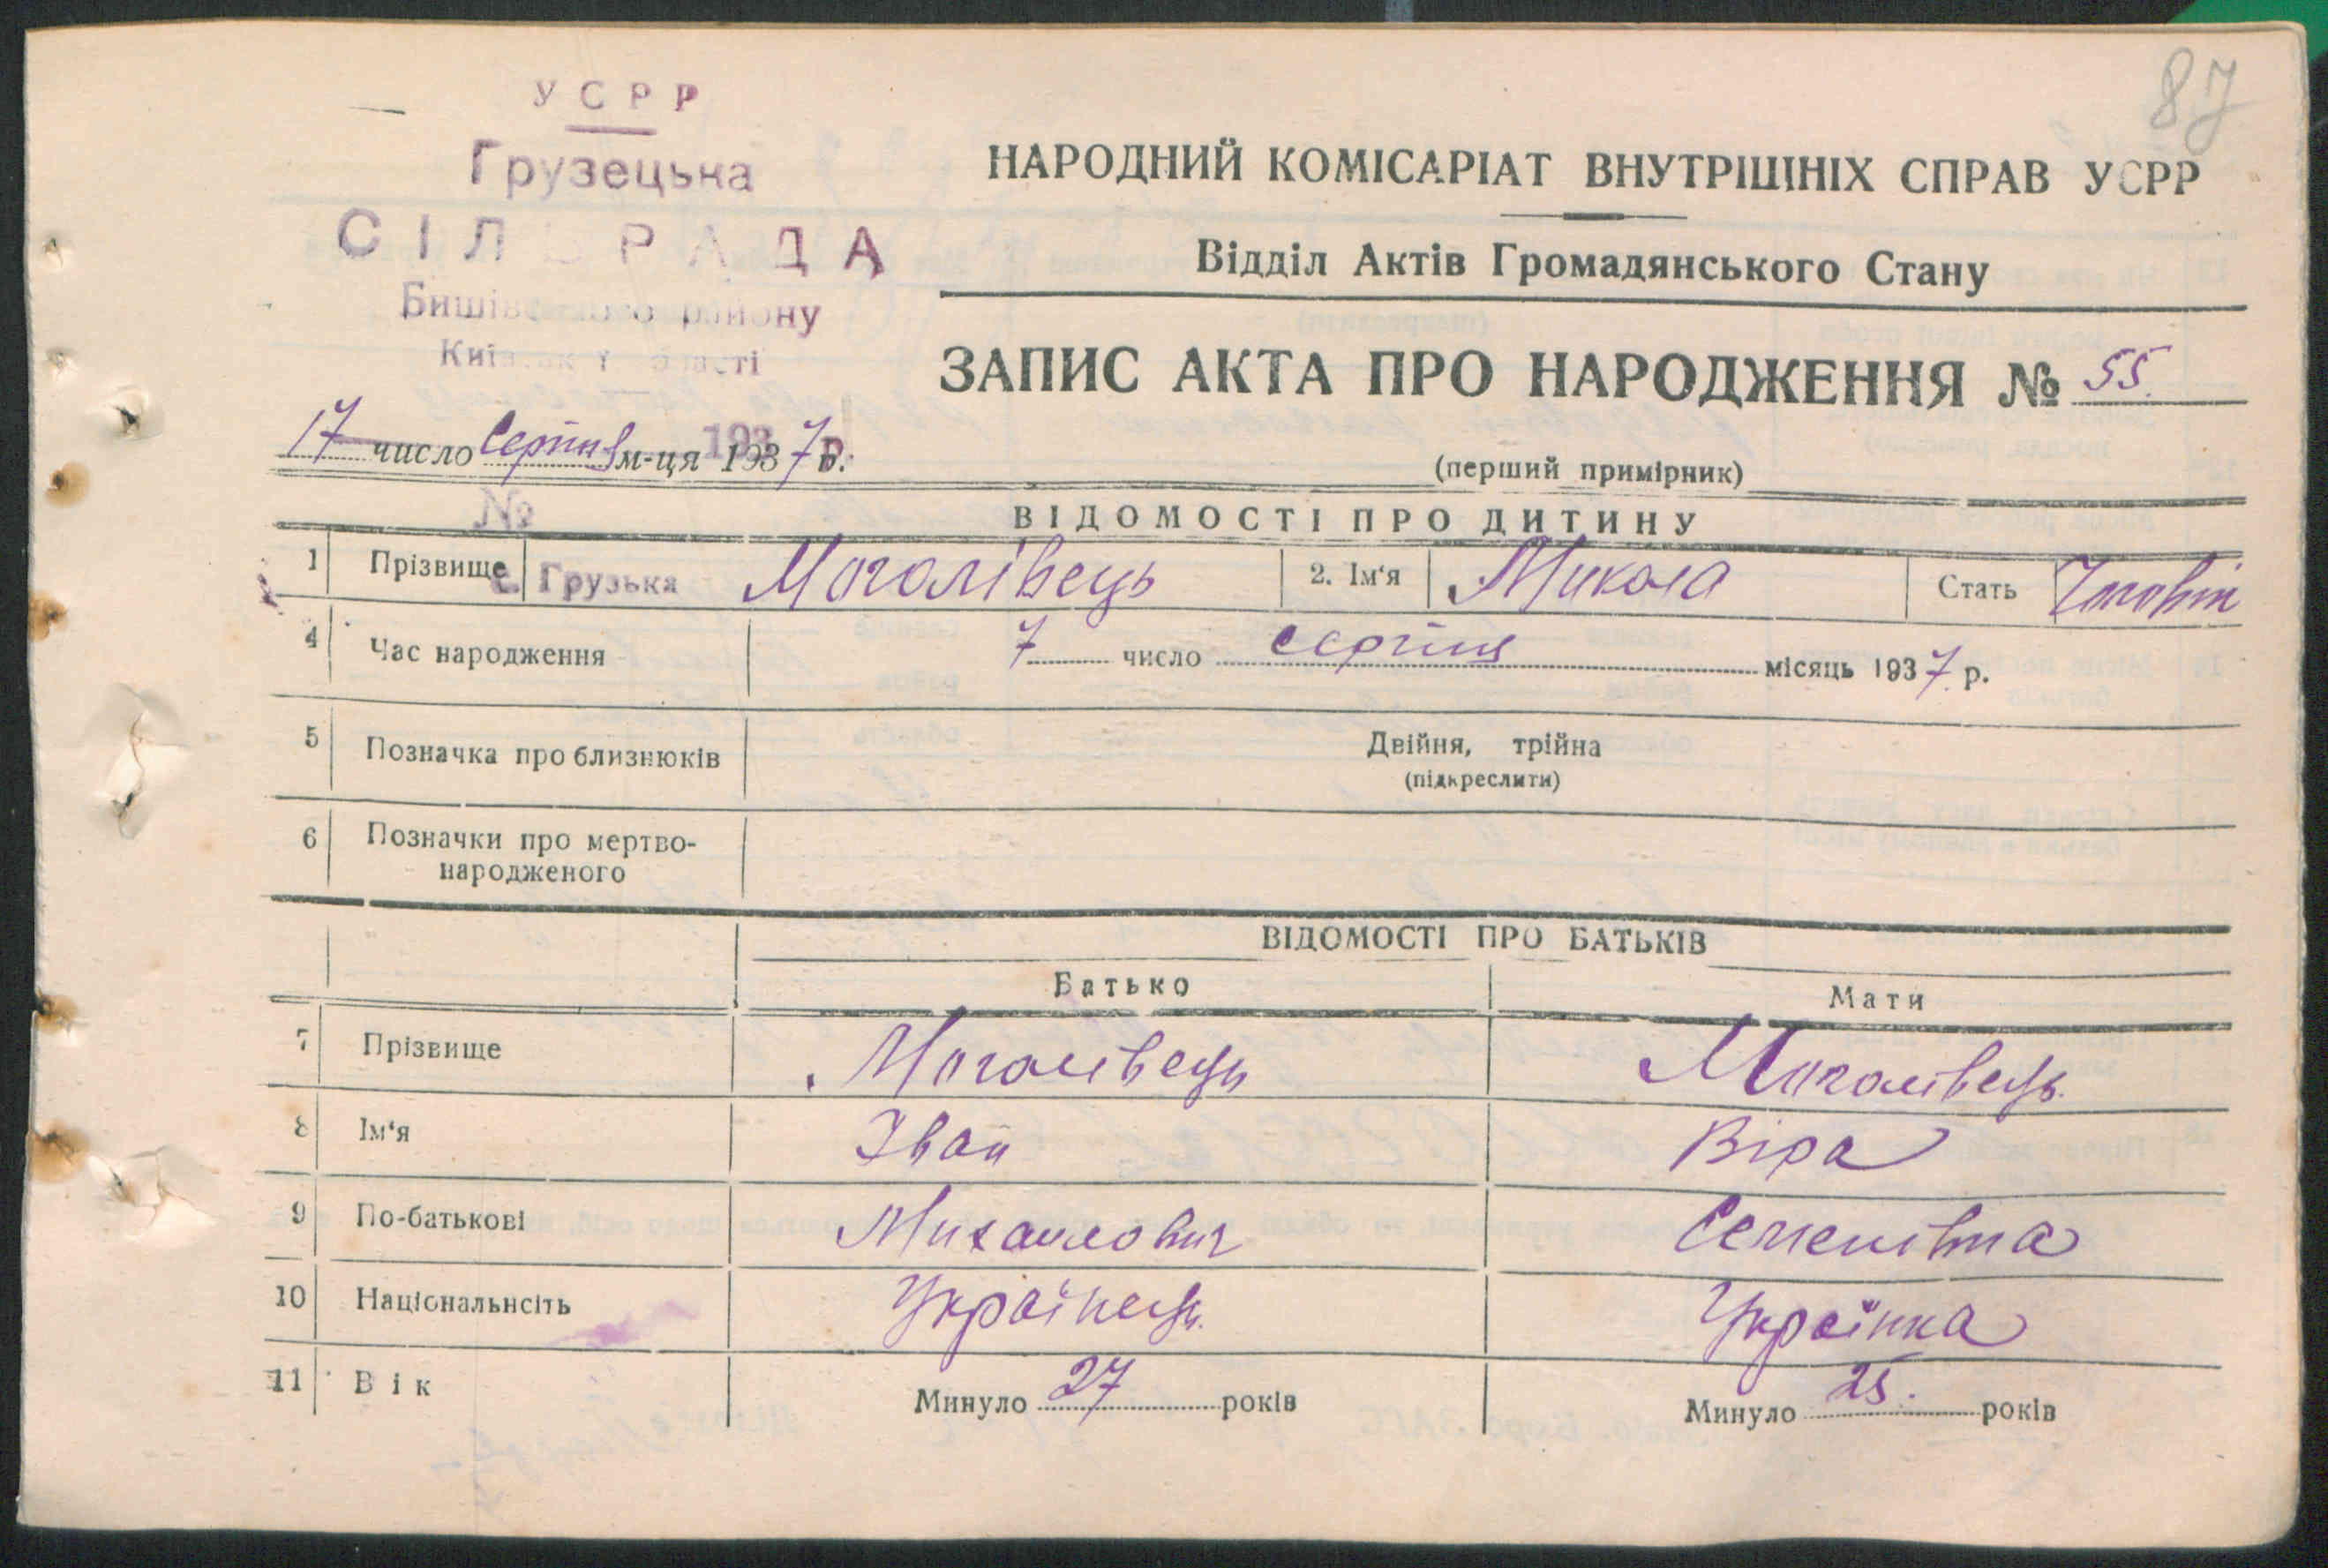 87
УСРР
Грузецька
СІЛЬРАДА
Бишівського району
Київської області
НАРОДНИЙ КОМІСАРІАТ ВНУТРІШНІХ СПРАВ УСРР
Відділ Актів Громадянського Стану
ЗАПИС АКТА ПРО НАРОДЖЕННЯ № 55.
17 число Серпня м-ця 1937 р. 193 р.
(перший примірник)
№
ВІДОМОСТІ ПРО ДИТИНУ
1 Прізвище с. Грузька Моголівець 2. Ім'я Микола Стать
4 Час народження 7 число серпня місяць 1937 р.
5 Позначка про близнюків Двійня, трійна
(підкреслити)
6 Позначки про мертво-
народженого
ВІДОМОСТІ ПРО БАТЬКІВ
Батько Мати
7 Прізвище Моголівець Моголівець
8 Ім'я Іван Віра
9 По-батькові Михайлович Семенівна
10 Національнсіть Українець Українка
11 Вік Минуло 27 років Минуло 25. років